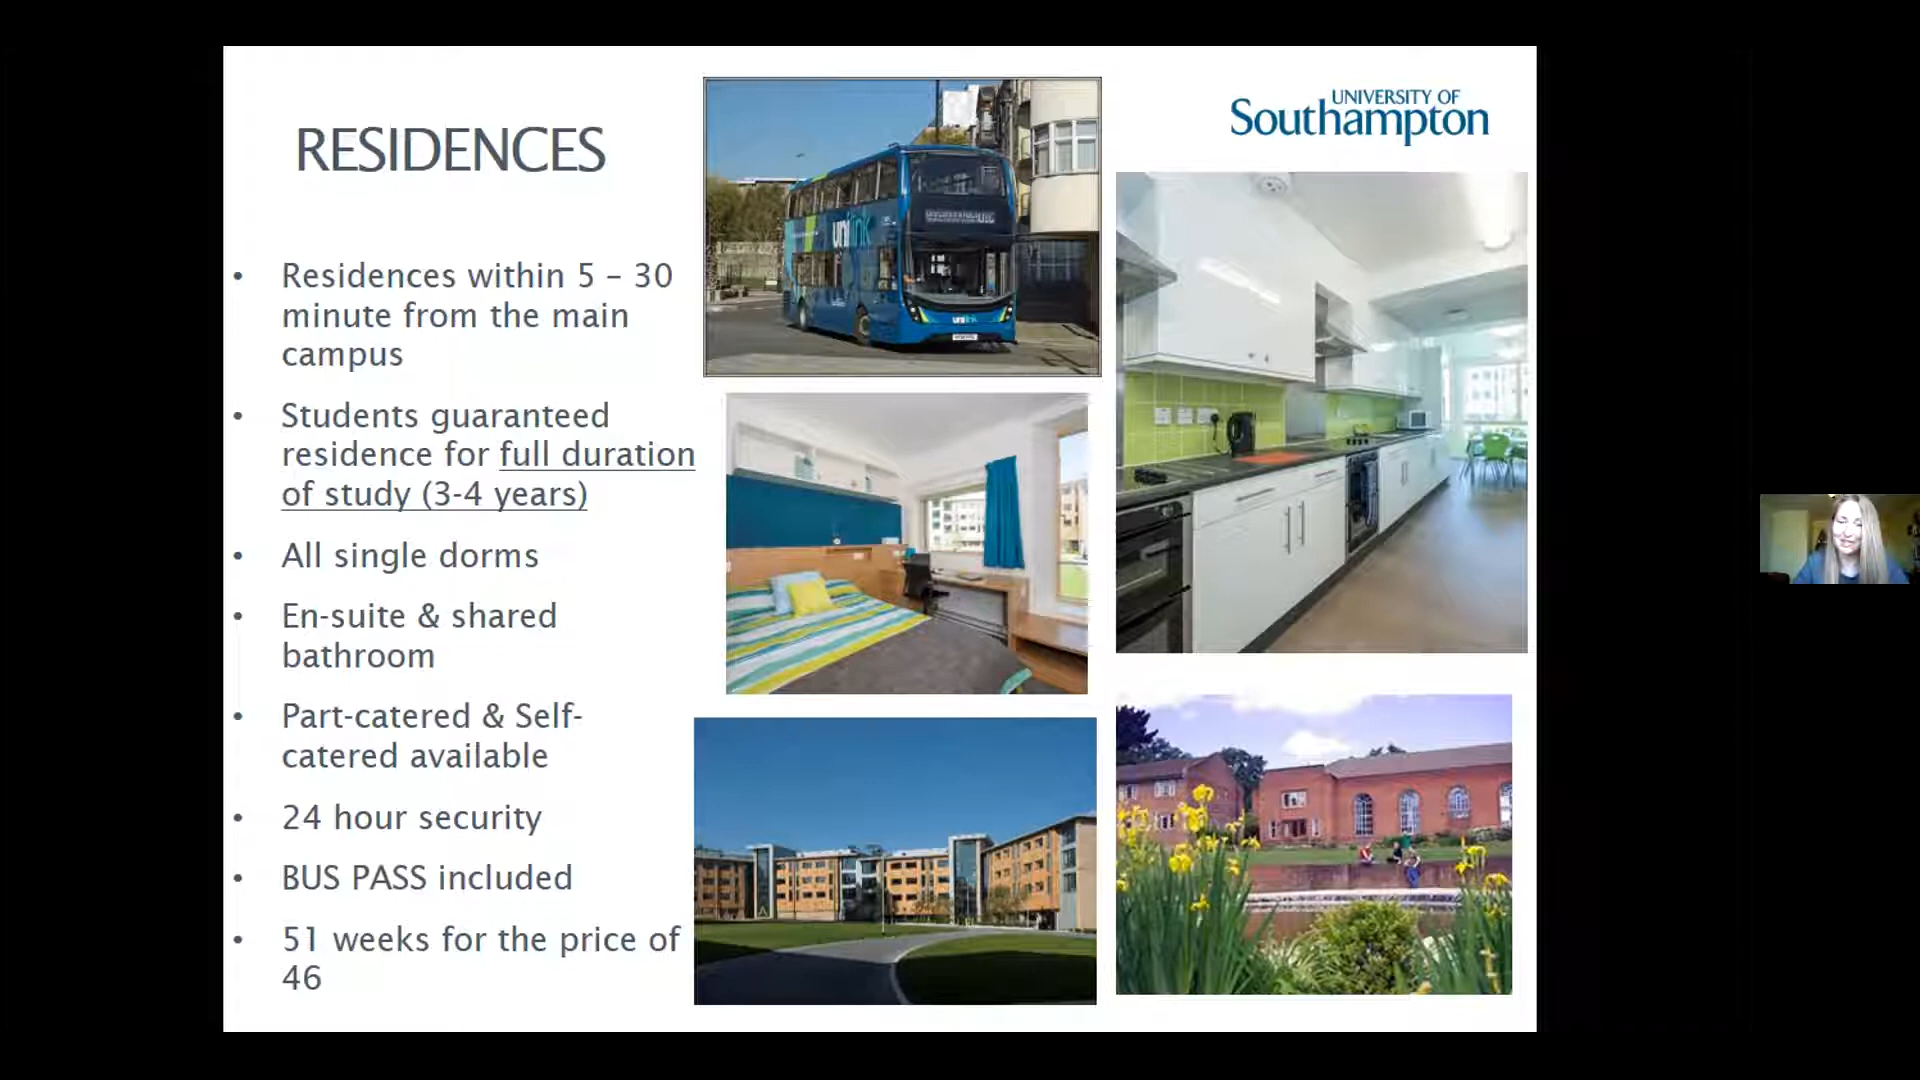 RESIDENCES
UNIVERSITY OF
Southampton
• Residences within 5 – 30
minute from the main
campus
• Students guaranteed
residence for full duration
of study (3-4 years)
• All single dorms
• En-suite & shared
bathroom
• Part-catered & Self-
catered available
• 24 hour security
• BUS PASS included
• 51 weeks for the price of
46
unilink
unilink